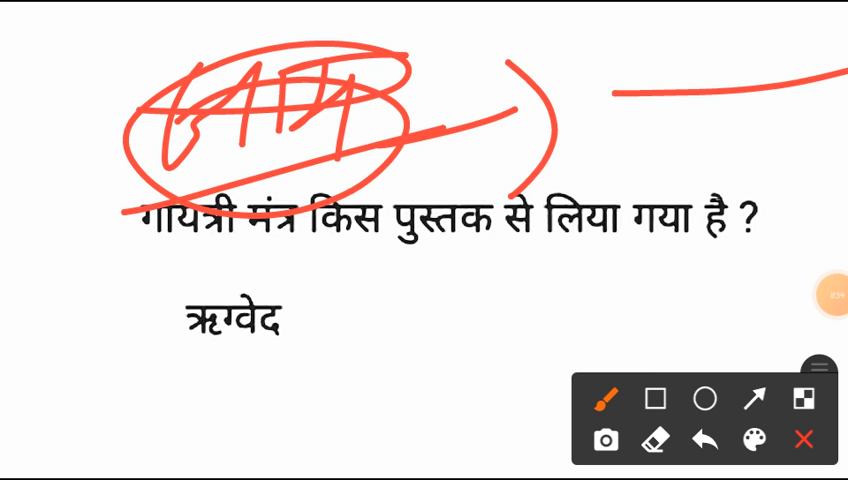 गायत्री मंत्र किस पुस्तक से लिया गया है ?
ऋग्वेद